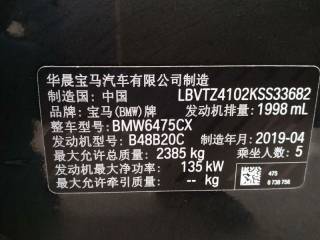 华晨宝马汽车有限公司制造
制造国：中国 LBVTZ4102KSS33682
品牌：宝马(BMW)牌 发动机排量：1998 mL
整车型号：BMW6475CX
发动机型号：B48B20C 制造年月：2019-04
最大允许总质量：2385 kg 乘坐人数：5
发动机最大净功率：135 kW
最大允许牵引质量：-- kg
475
8 738 756